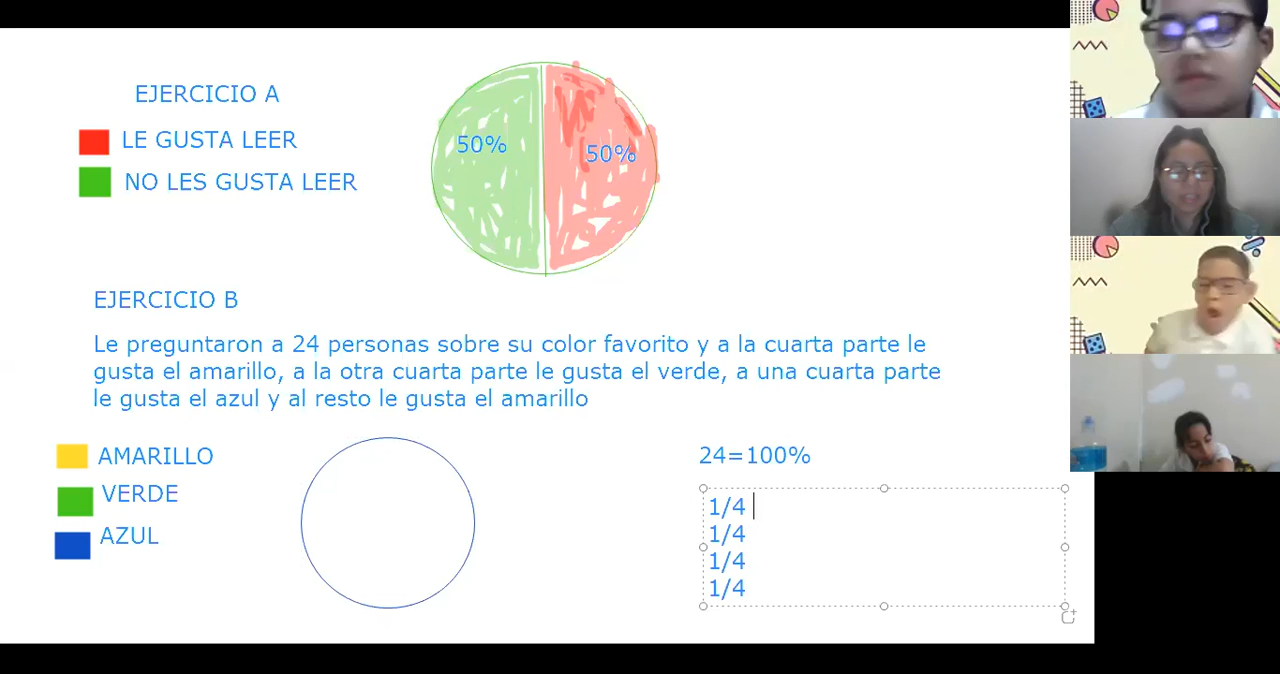 EJERCICIO A
LE GUSTA LEER
NO LES GUSTA LEER
50%
50%
EJERCICIO B
Le preguntaron a 24 personas sobre su color favorito y a la cuarta parte le
gusta el amarillo, a la otra cuarta parte le gusta el verde, a una cuarta parte
le gusta el azul y al resto le gusta el amarillo
AMARILLO
VERDE
AZUL
24=100%
1/4
1/4
1/4
1/4